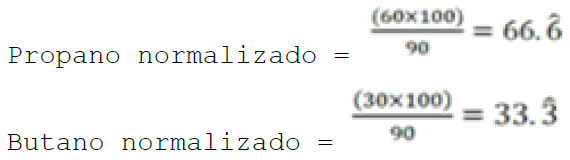 Propano normalizado = (60×100)/90 = 66.6̂
Butano normalizado = (30×100)/90 = 33.3̂